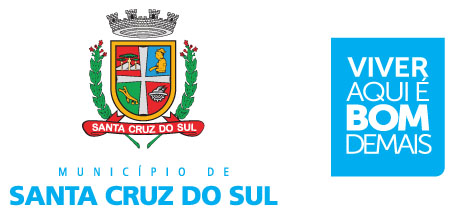 SANTA CRUZ DO SUL
MUNICÍPIO DE
SANTA CRUZ DO SUL
VIVER
AQUI É
BOM
DEMAIS